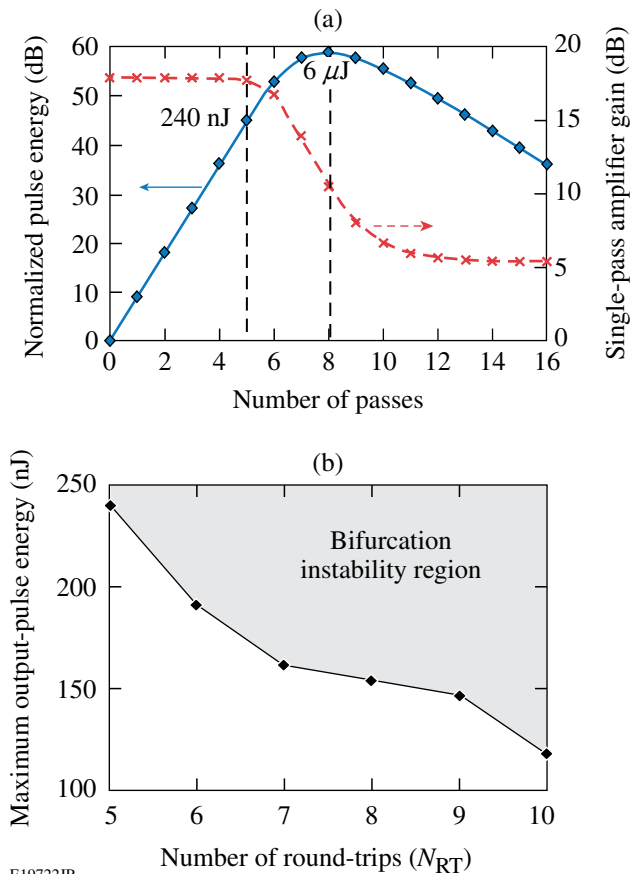 (a)
Normalized pulse energy (dB)
60
50
40
30
20
10
0
240 nJ
6 μJ
20
15
10
5
0
Single-pass amplifier gain (dB)
0 2 4 6 8 10 12 14 16
Number of passes
(b)
Maximum output-pulse energy (nJ)
250
200
150
100
Bifurcation
instability region
5 6 7 8 9 10
Number of round-trips (N_RT)